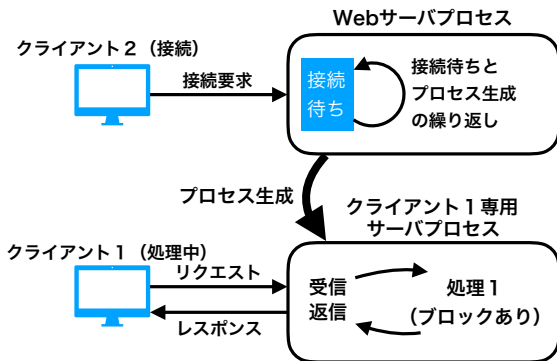 Webサーバプロセス
クライアント2(接続)
接続要求
接続
待ち
接続待ちと
プロセス生成
の繰り返し
プロセス生成
クライアント1専用
サーバプロセス
クライアント1(処理中)
リクエスト
レスポンス
受信
返信
処理1
(ブロックあり)